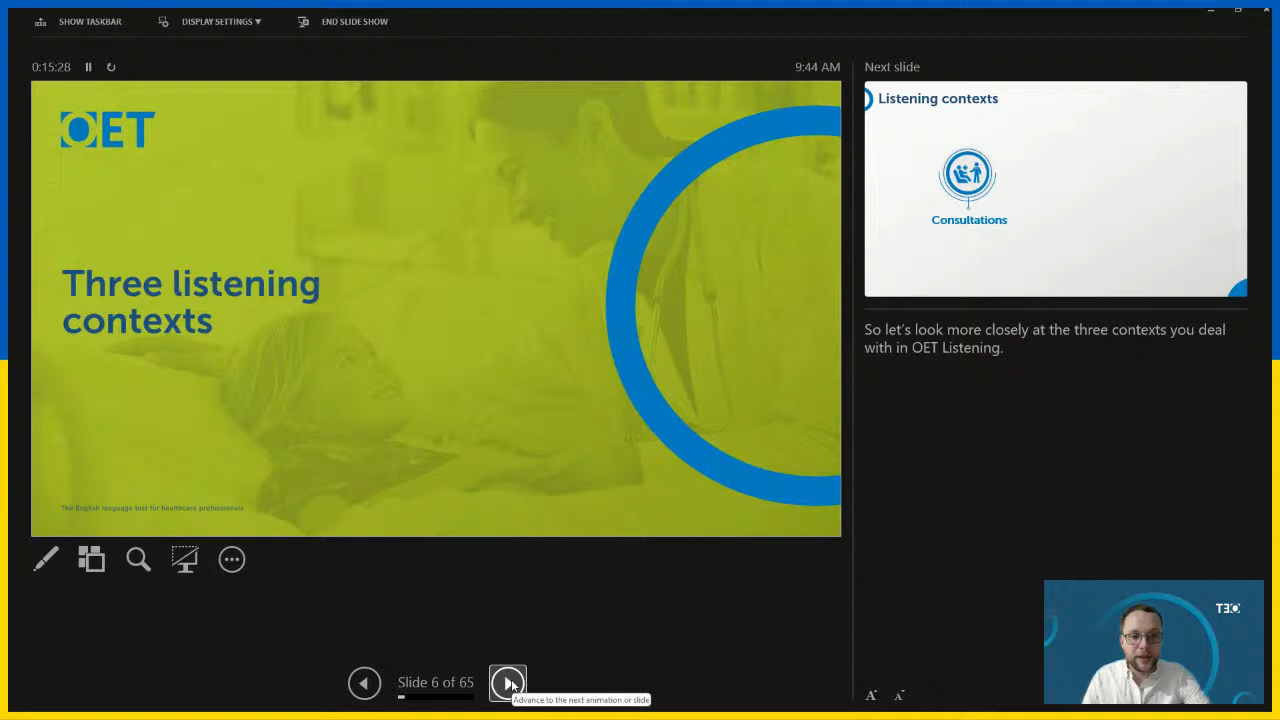 SHOW TASKBAR DISPLAY SETTINGS ▼ END SLIDE SHOW
0:15:28 9:44 AM Next slide
OET
Three listening
contexts
The English language test for healthcare professionals
Listening contexts
Consultations
So let's look more closely at the three contexts you deal
with in OET Listening.
Slide 6 of 65
Advance to the next animation or slide
A A
OET